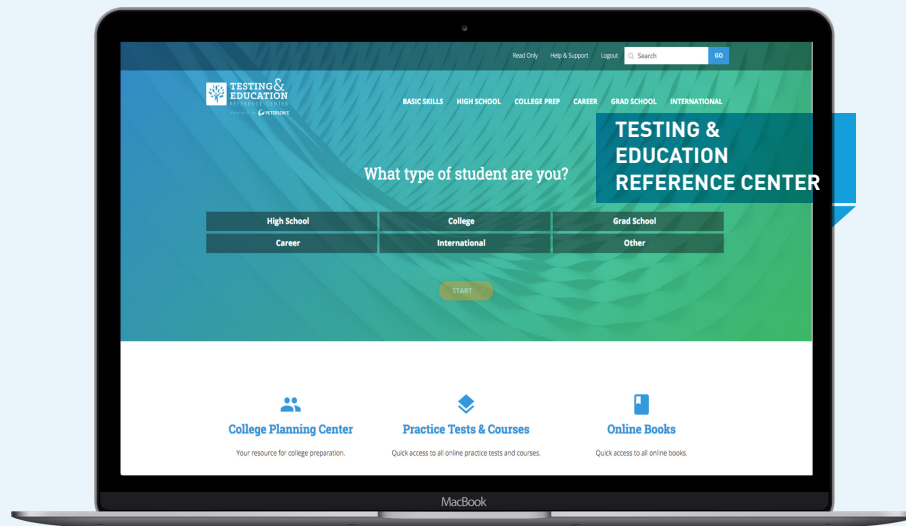 Read Only Help & Support Logout Search GO
TESTING &
EDUCATION
REFERENCE CENTER
POWERED BY PETERSON'S
BASIC SKILLS HIGH SCHOOL COLLEGE PREP CAREER GRAD SCHOOL INTERNATIONAL
TESTING &
EDUCATION
REFERENCE CENTER
What type of student are you?
High School College Grad School
Career International Other
START
College Planning Center Practice Tests & Courses Online Books
Your resource for college preparation. Quick access to all online practice tests and courses. Quick access to all online books.
MacBook